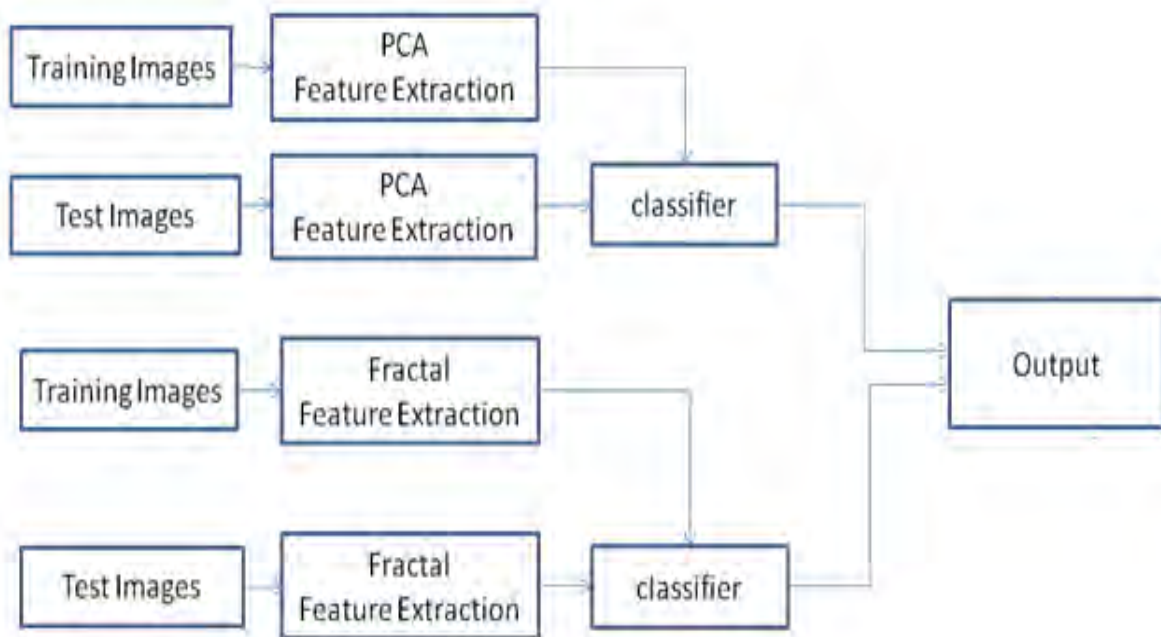 Training Images
PCA
Feature Extraction
Test Images
PCA
Feature Extraction
classifier
Training Images
Fractal
Feature Extraction
Output
Test Images
Fractal
Feature Extraction
classifier